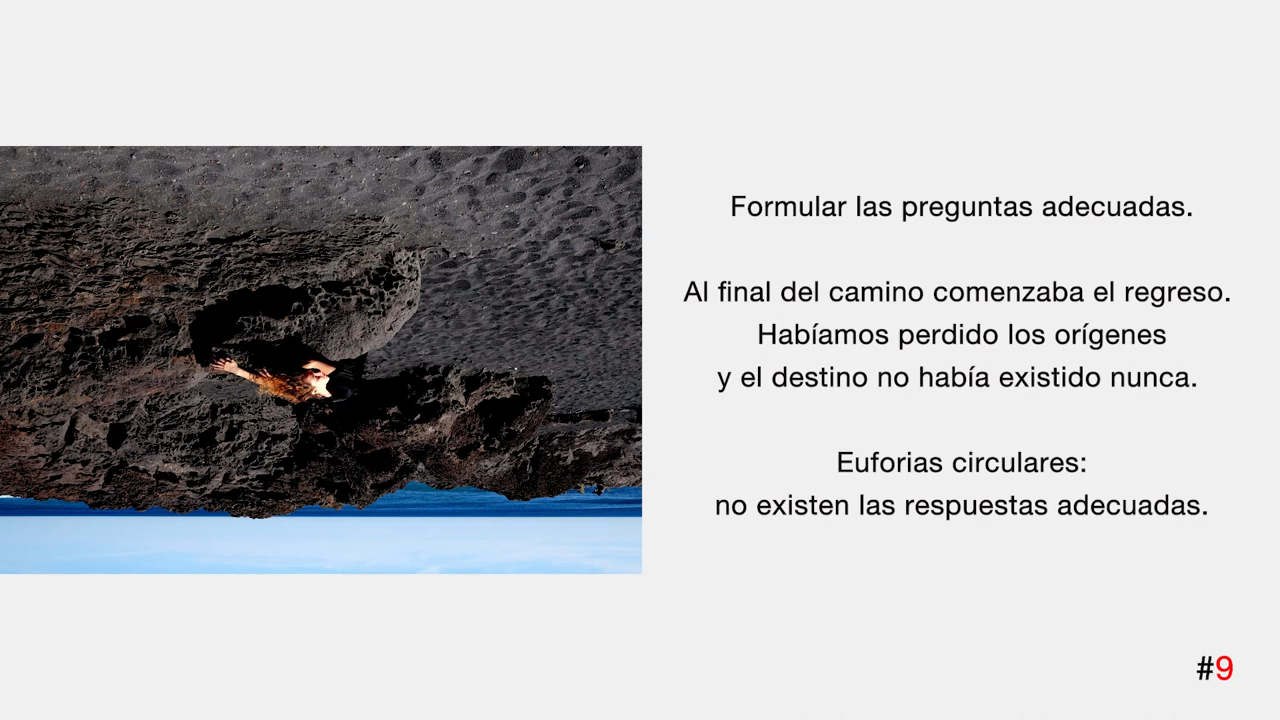 Formular las preguntas adecuadas.
Al final del camino comenzaba el regreso.
Habíamos perdido los orígenes
y el destino no había existido nunca.
Euforias circulares:
no existen las respuestas adecuadas.
#9